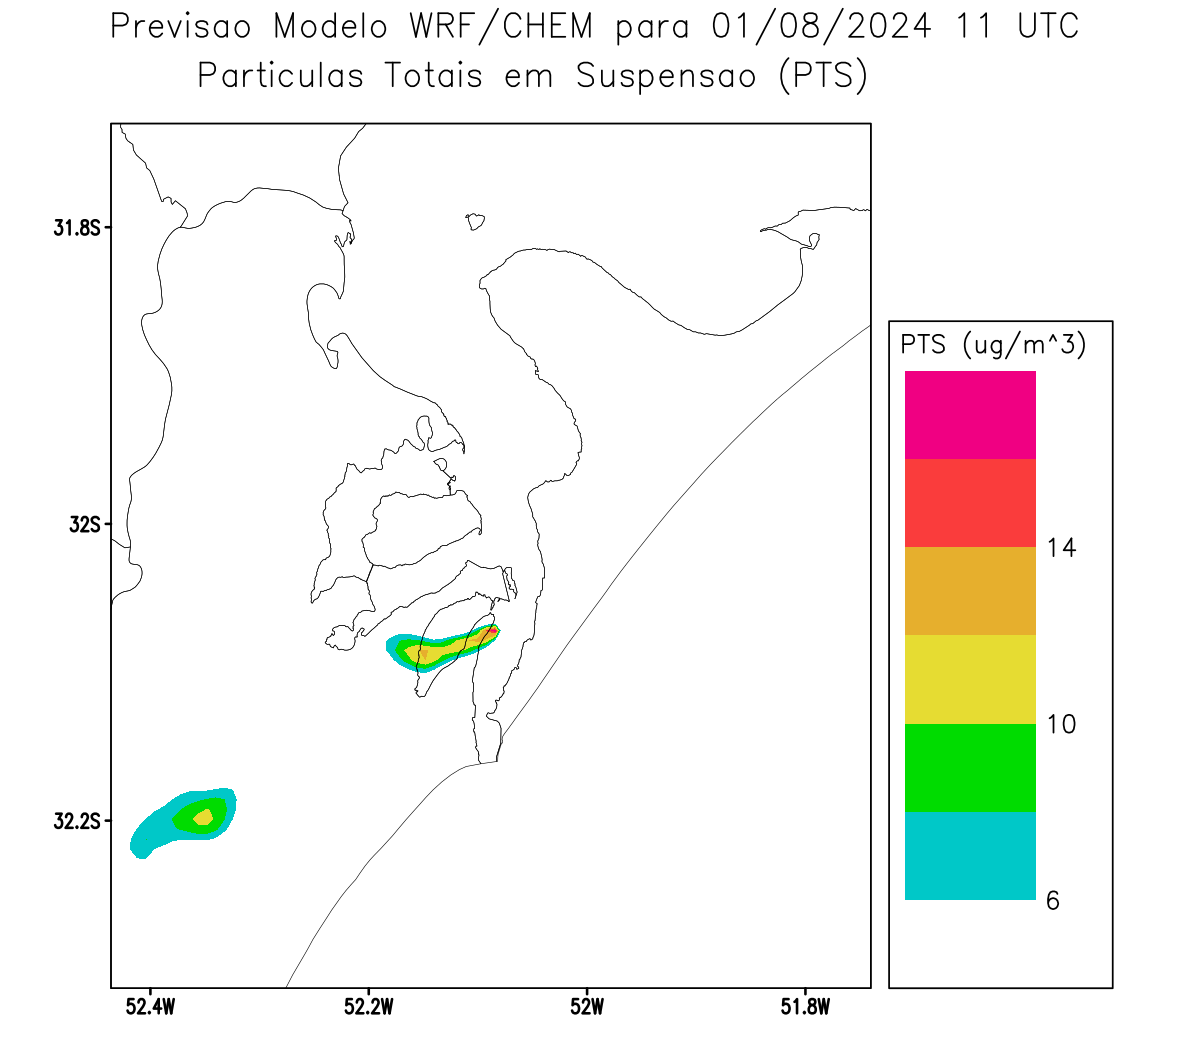 Previsao Modelo WRF/CHEM para 01/08/2024 11 UTC
Particulas Totais em Suspensao (PTS)
31.8S
32S
32.2S
52.4W
52.2W
52W
51.8W
PTS (ug/m^3)
14
10
6